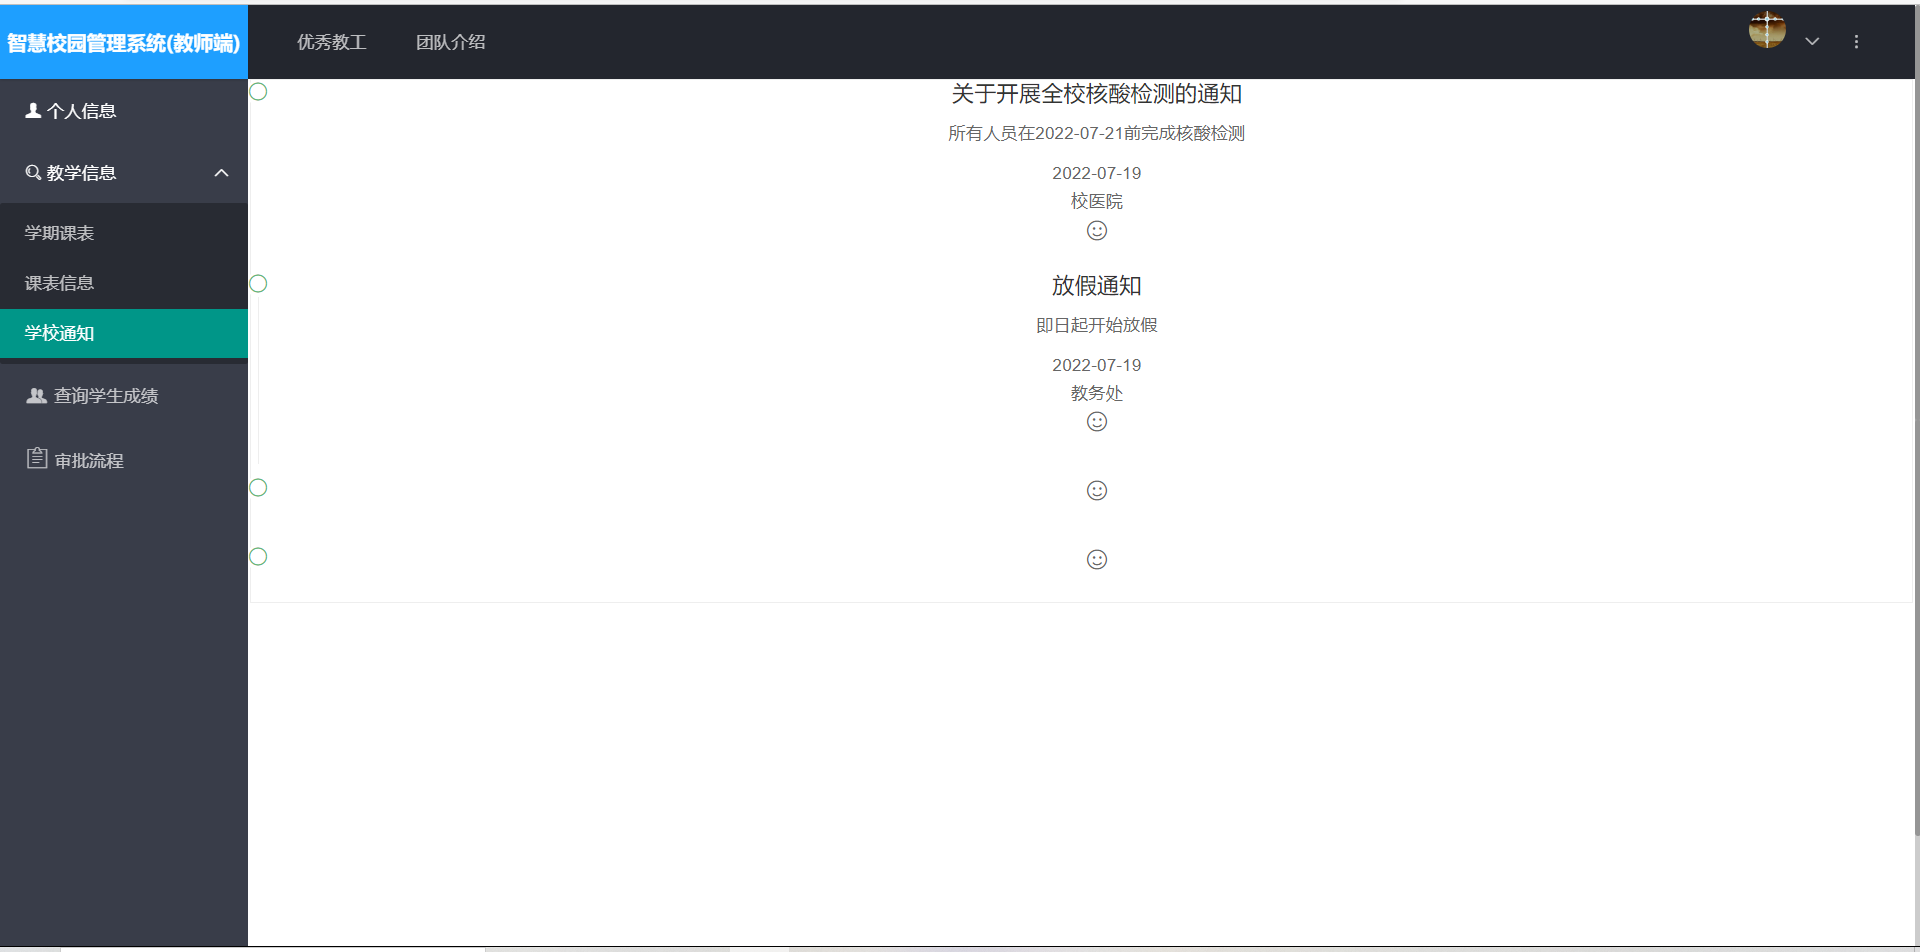 智慧校园管理系统(教师端)
优秀教工
团队介绍
个人信息
教学信息
学期课表
课表信息
学校通知
查询学生成绩
审批流程
关于开展全校核酸检测的通知
所有人员在2022-07-21前完成核酸检测
2022-07-19
校医院
放假通知
即日起开始放假
2022-07-19
教务处